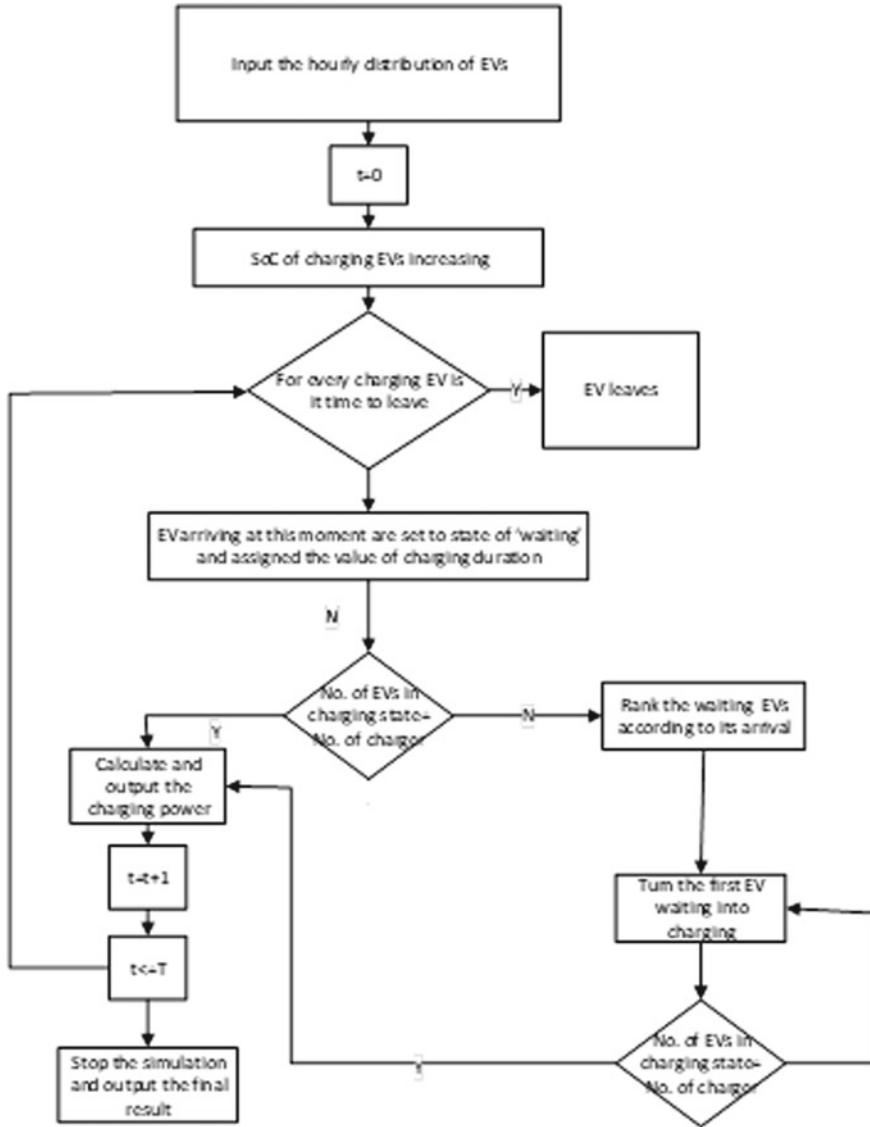 Input the hourly distribution of EVs
t=0
SoC of charging EVs increasing
For every charging EV is
it time to leave
Y
EV leaves
EV arriving at this moment are set to state of 'waiting'
and assigned the value of charging duration
N
No. of EVs in
charging state=
No. of charger
Y
N
Rank the waiting EVs
according to its arrival
Calculate and
output the
charging power
t=t+1
t<=T
Stop the simulation
and output the final
result
Turn the first EV
waiting into
charging
No. of EVs in
charging state=
No. of charger
Y